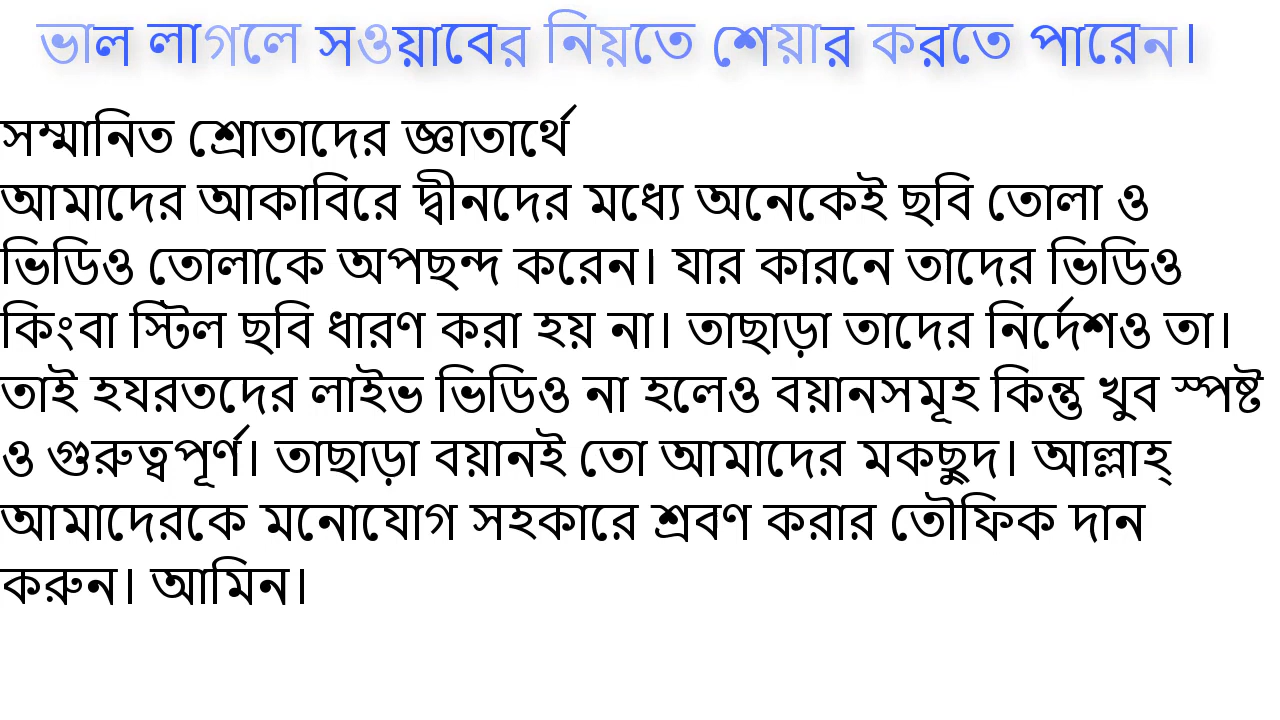 ভাল লাগলে সওয়াবের নিয়তে শেয়ার করতে পারেন।
সম্মানিত শ্রোতাদের জ্ঞাতার্থে
আমাদের আকাবিরে দ্বীনদের মধ্যে অনেকেই ছবি তোলা ও
ভিডিও তোলাকে অপছন্দ করেন। যার কারনে তাদের ভিডিও
কিংবা স্টিল ছবি ধারণ করা হয় না। তাছাড়া তাদের নির্দেশও তা।
তাই হযরতদের লাইভ ভিডিও না হলেও বয়ানসমূহ কিন্তু খুব স্পষ্ট
ও গুরুত্বপূর্ণ। তাছাড়া বয়ানই তো আমাদের মকছুদ। আল্লাহ্
আমাদেরকে মনোযোগ সহকারে শ্রবণ করার তৌফিক দান
করুন। আমিন।